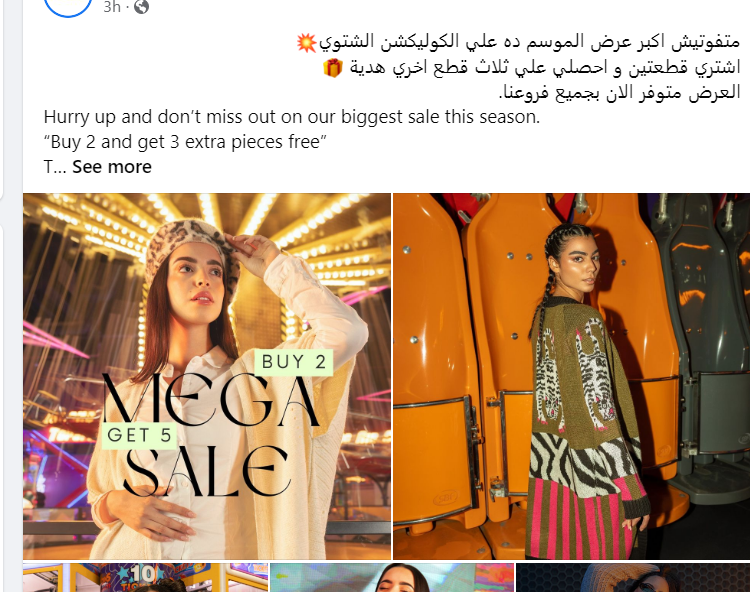 3h ·
متفوتيش اكبر عرض الموسم ده علي الكوليكشن الشتوي💥
اشتري قطعتين و احصلي علي ثلاث قطع اخري هدية 🎁
العرض متوفر الان بجميع فروعنا.
Hurry up and don’t miss out on our biggest sale this season.
“Buy 2 and get 3 extra pieces free”
T... See more
BUY 2
MEGA
GET 5
SALE
10